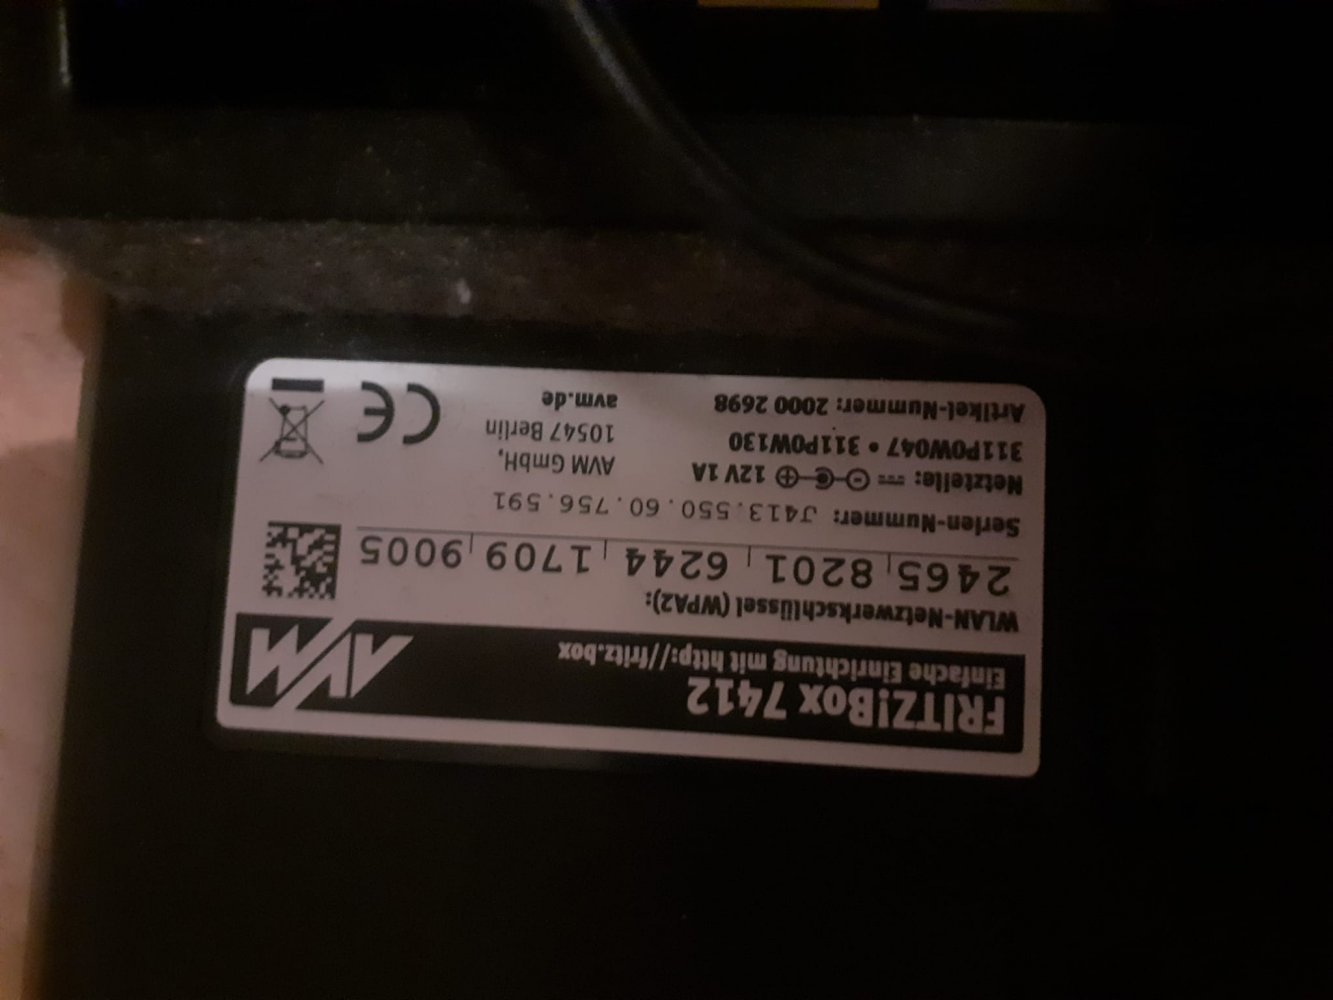 FRITZ!Box 7412
Einfache Einrichtung mit http://fritz.box
AVM
WLAN-Netzwerkschlüssel (WPA2):
2465 8201 6244 1709 9005
Serien-Nummer: J413.550.60.756.591
Netzteile: 12V 1A
311POW047 • 311POW130
Artikel-Nummer: 2000 2698
AVM GmbH,
10547 Berlin
avm.de
CE